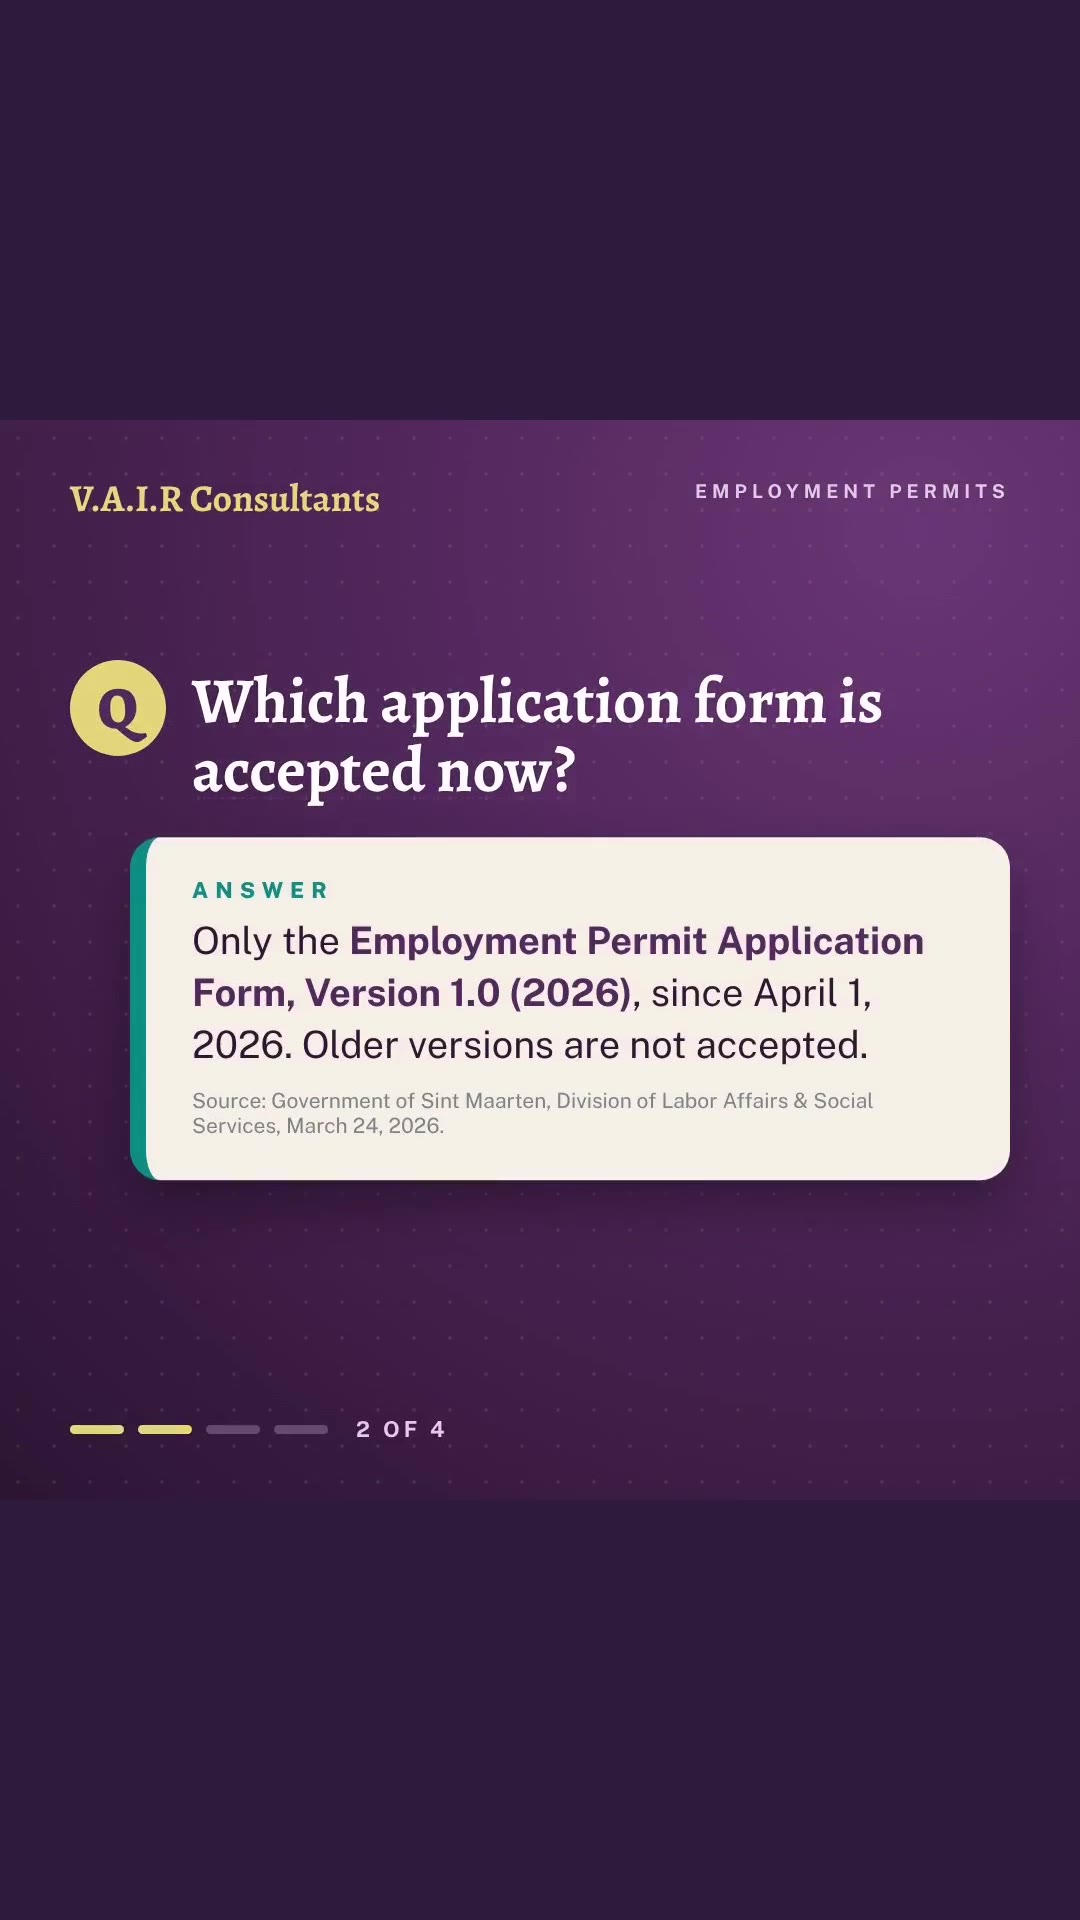 V.A.I.R Consultants
EMPLOYMENT PERMITS
Q
Which application form is
accepted now?
ANSWER
Only the Employment Permit Application
Form, Version 1.0 (2026), since April 1,
2026. Older versions are not accepted.
Source: Government of Sint Maarten, Division of Labor Affairs & Social
Services, March 24, 2026.
2 OF 4